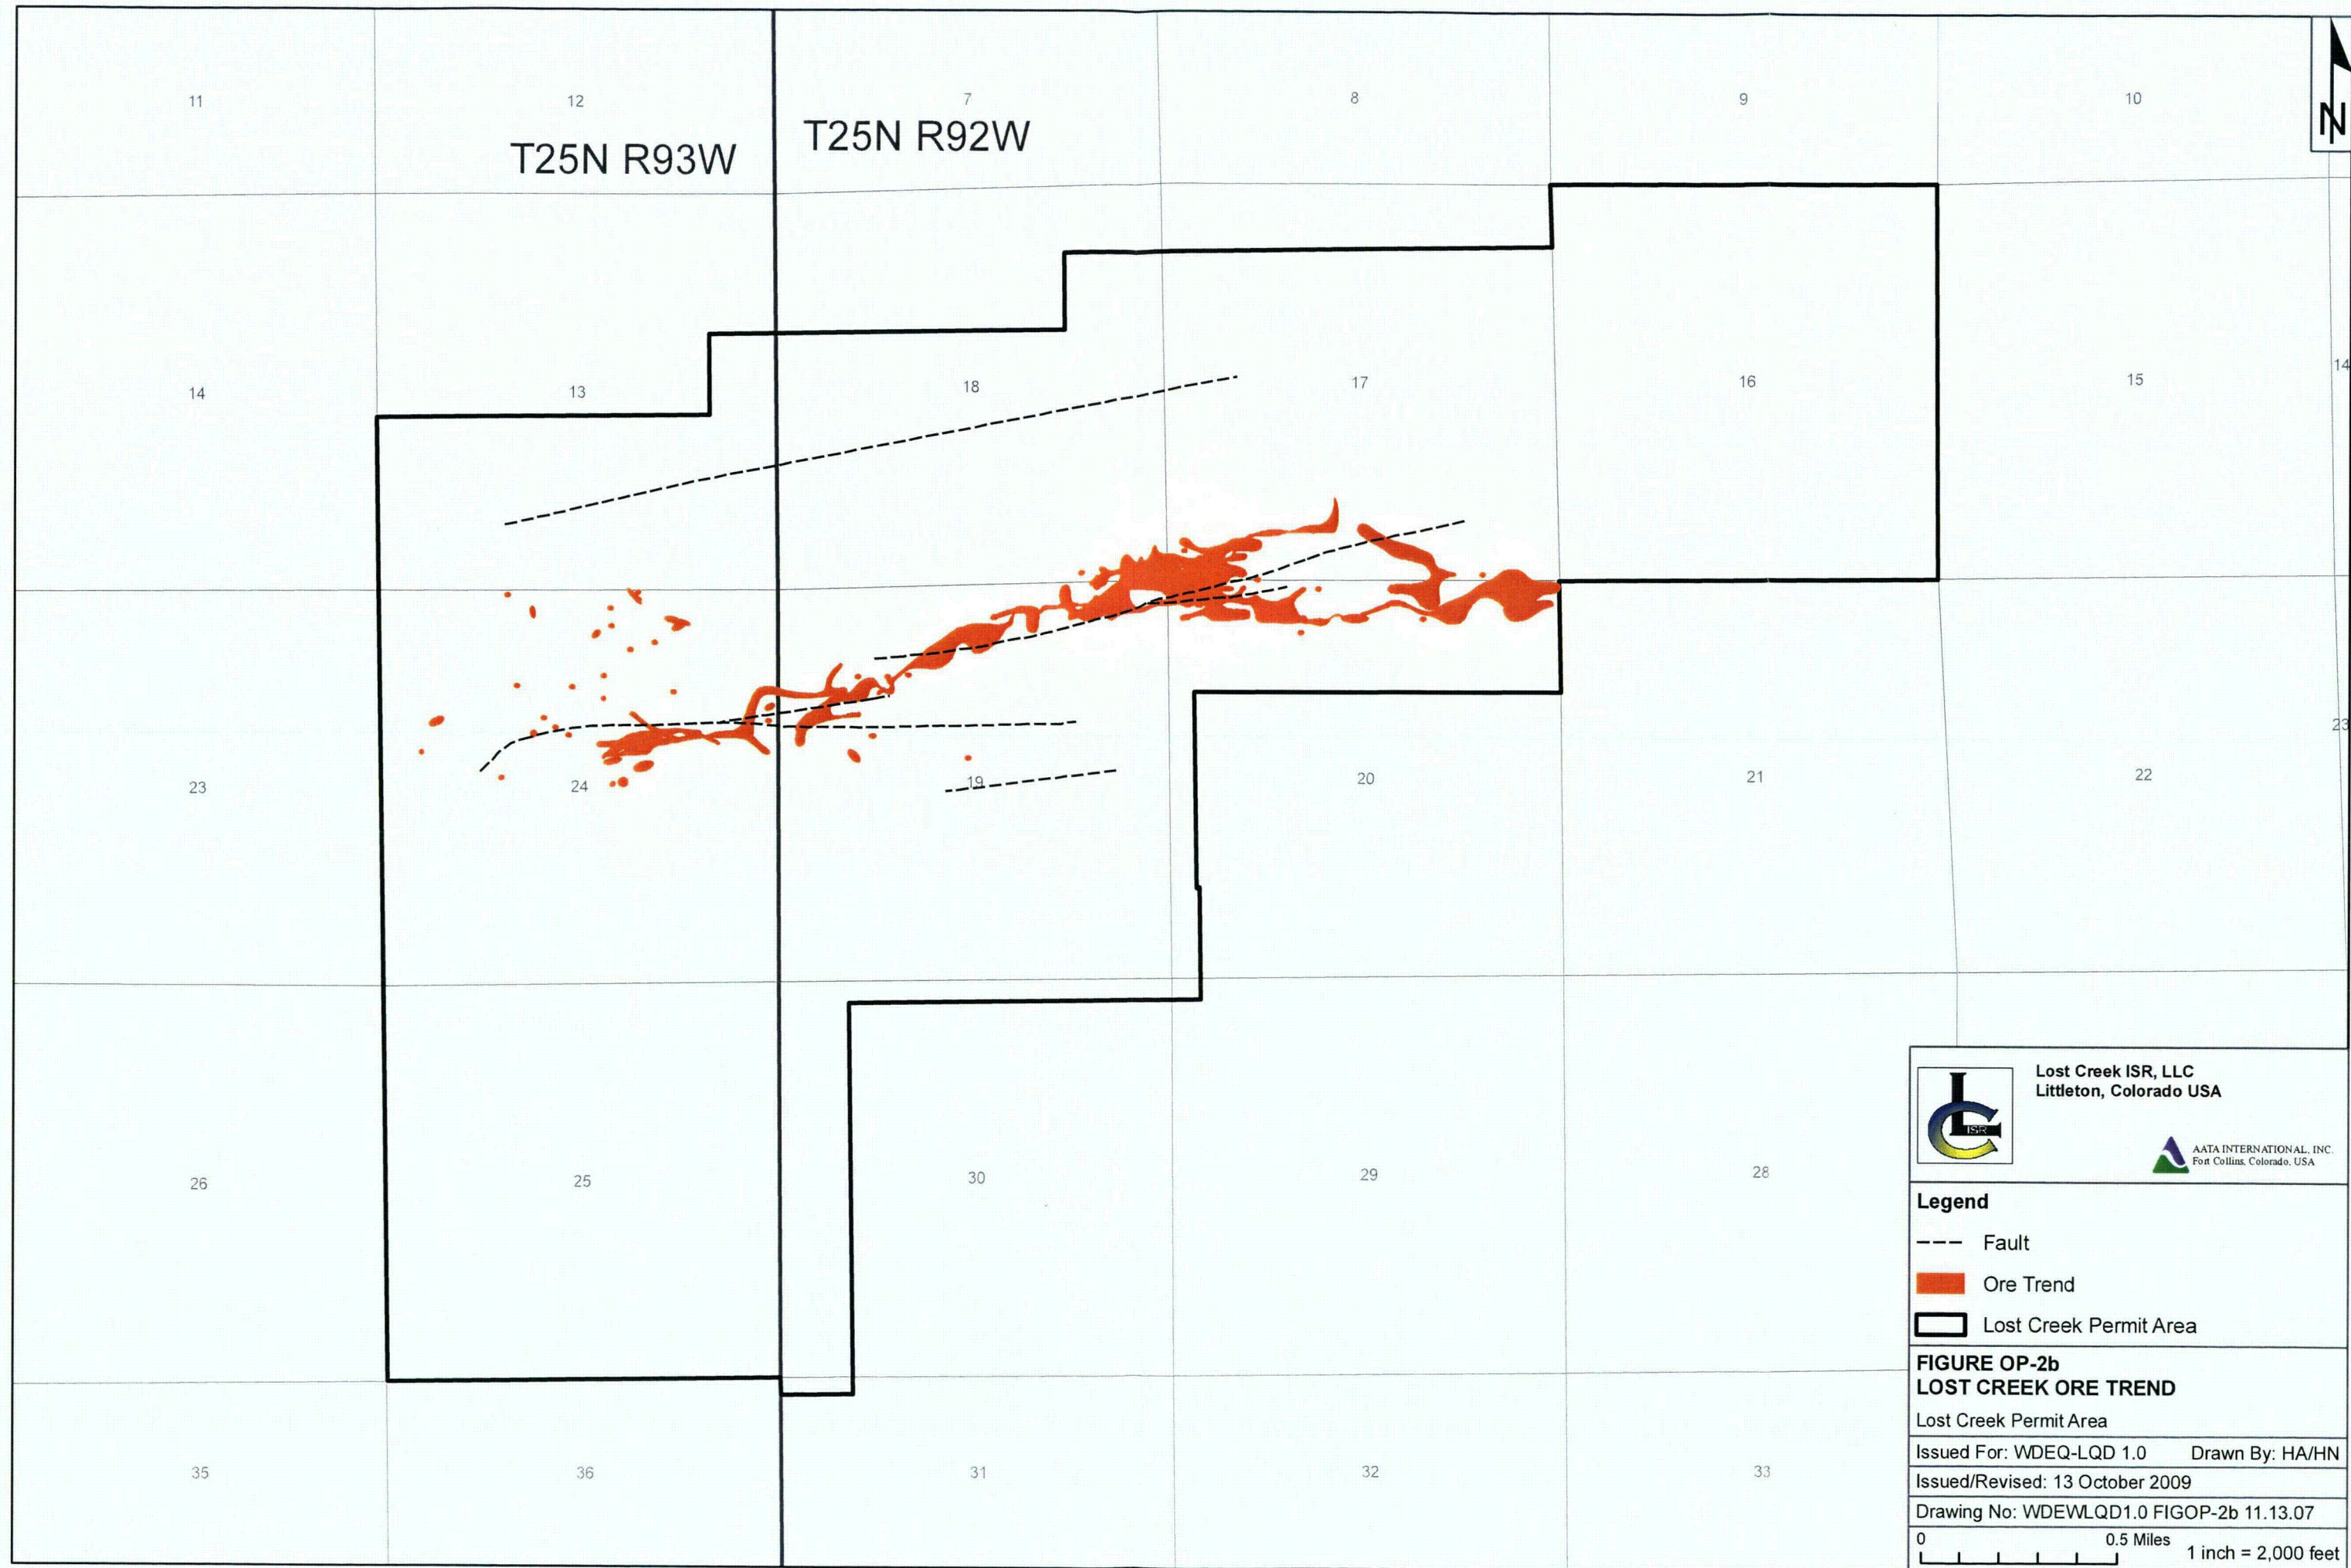 11
12
7
8
9
10
T25N R93W
T25N R92W
N
14
13
18
17
16
15
14
23
24
19
20
21
22
23
26
25
30
29
28
35
36
31
32
33
LC ISR
Lost Creek ISR, LLC
Littleton, Colorado USA
AATA INTERNATIONAL, INC.
Fort Collins, Colorado, USA
Legend
Fault
Ore Trend
Lost Creek Permit Area
FIGURE OP-2b
LOST CREEK ORE TREND
Lost Creek Permit Area
Issued For: WDEQ-LQD 1.0 Drawn By: HA/HN
Issued/Revised: 13 October 2009
Drawing No: WDEWLQD1.0 FIGOP-2b 11.13.07
0 0.5 Miles 1 inch = 2,000 feet